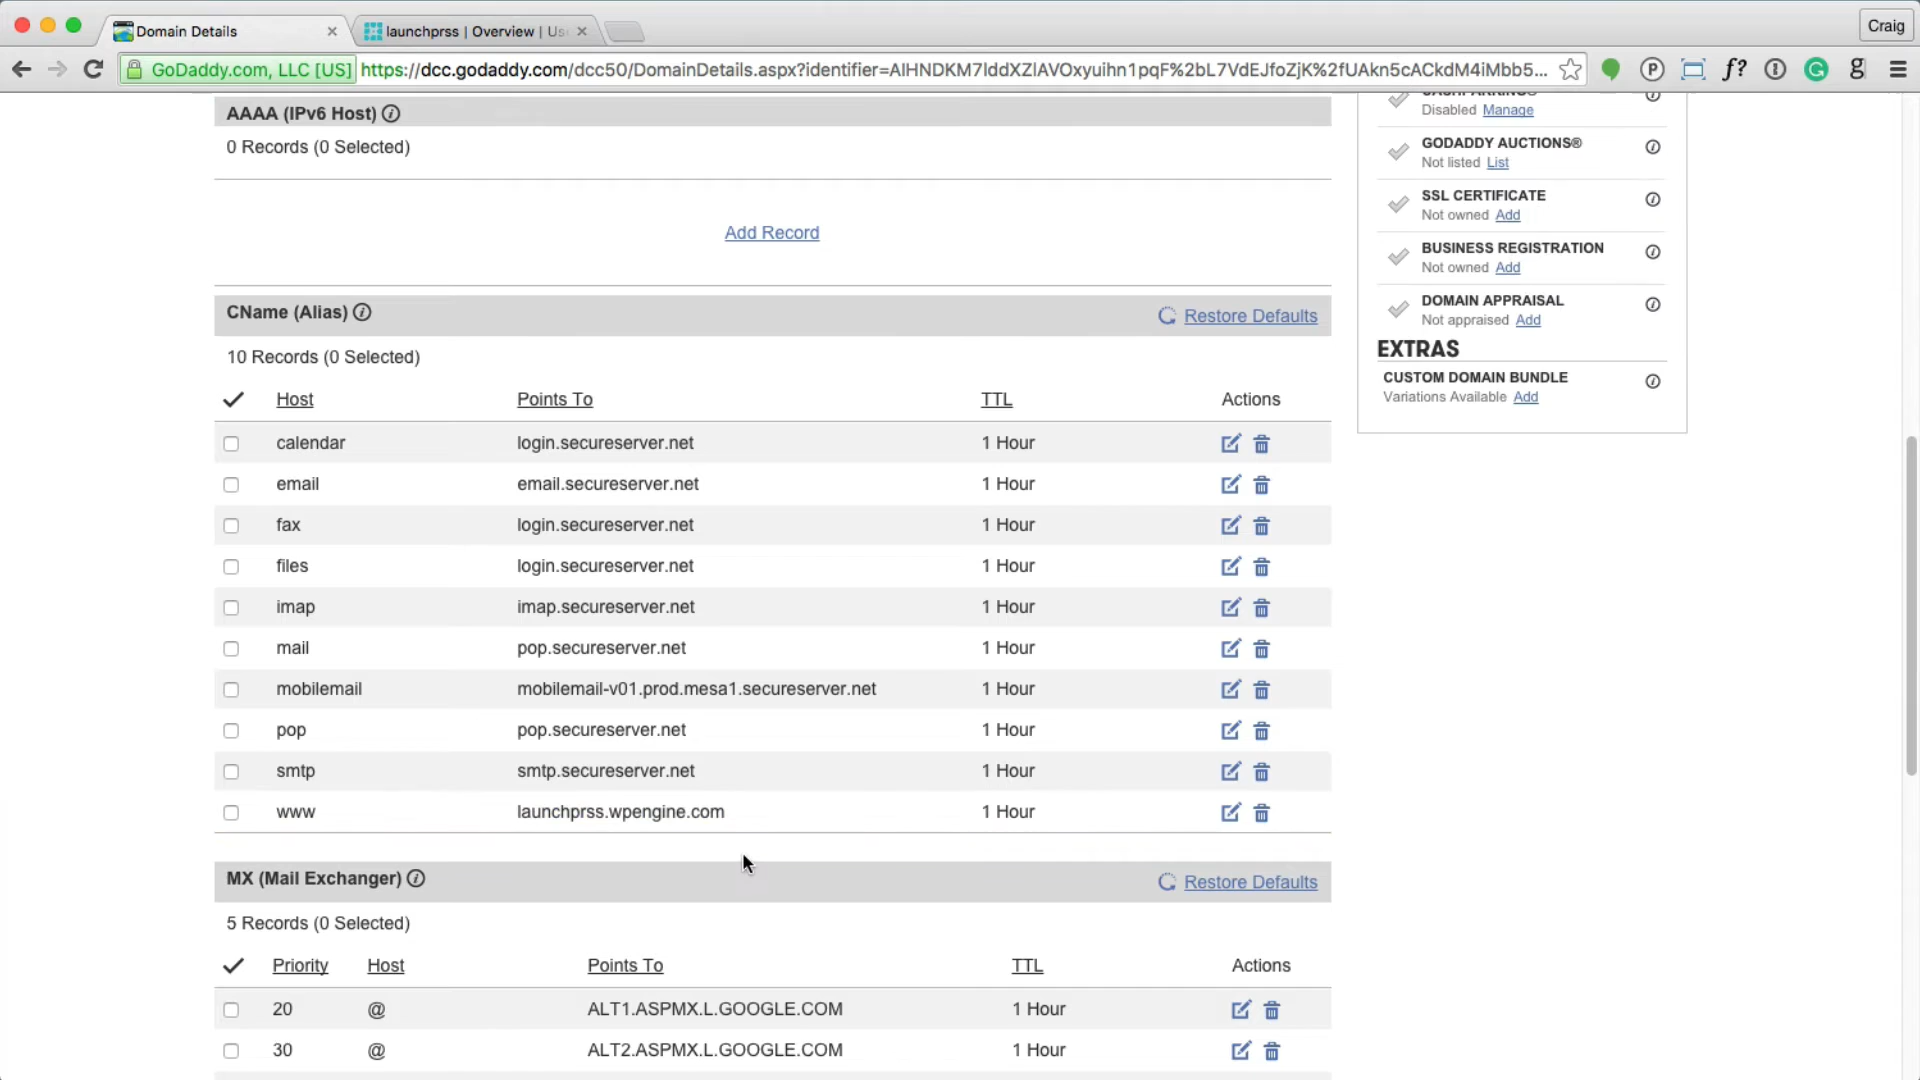 Domain Details
launchprss | Overview | Us
Craig
GoDaddy.com, LLC [US]
https://dcc.godaddy.com/dcc50/DomainDetails.aspx?identifier=AlHNDKM7lddXZlAVOxyuihn1pqF%2bL7VdEJfoZjK%2fUAkn5cACkdM4iMbb5...
AAAA (IPv6 Host)
0 Records (0 Selected)
Add Record
CName (Alias)
Restore Defaults
10 Records (0 Selected)
Host Points To TTL Actions
calendar login.secureserver.net 1 Hour
email email.secureserver.net 1 Hour
fax login.secureserver.net 1 Hour
files login.secureserver.net 1 Hour
imap imap.secureserver.net 1 Hour
mail pop.secureserver.net 1 Hour
mobilemail mobilemail-v01.prod.mesa1.secureserver.net 1 Hour
pop pop.secureserver.net 1 Hour
smtp smtp.secureserver.net 1 Hour
www launchprss.wpengine.com 1 Hour
MX (Mail Exchanger)
Restore Defaults
5 Records (0 Selected)
Priority Host Points To TTL Actions
20 @ ALT1.ASPMX.L.GOOGLE.COM 1 Hour
30 @ ALT2.ASPMX.L.GOOGLE.COM 1 Hour
Disabled Manage
GODADDY AUCTIONS®
Not listed List
SSL CERTIFICATE
Not owned Add
BUSINESS REGISTRATION
Not owned Add
DOMAIN APPRAISAL
Not appraised Add
EXTRAS
CUSTOM DOMAIN BUNDLE
Variations Available Add